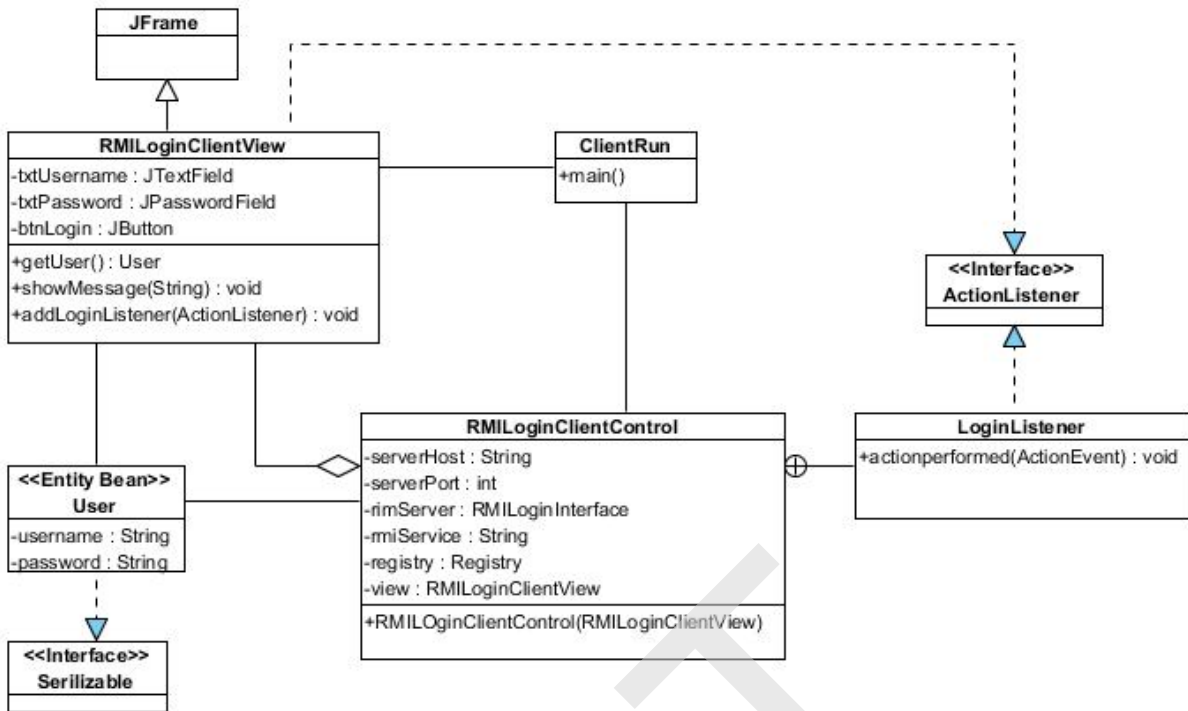 JFrame
RMILoginClientView
-txtUsername : JTextField
-txtPassword : JPasswordField
-btnLogin : JButton
+getUser() : User
+showMessage(String) : void
+addLoginListener(ActionListener) : void
ClientRun
+main()
<<Interface>>
ActionListener
RMILoginClientControl
-serverHost : String
-serverPort : int
-rimServer : RMILoginInterface
-rmiService : String
-registry : Registry
-view : RMILoginClientView
+RMILOginClientControl(RMILoginClientView)
LoginListener
+actionperformed(ActionEvent) : void
<<Entity Bean>>
User
-username : String
-password : String
<<Interface>>
Serilizable